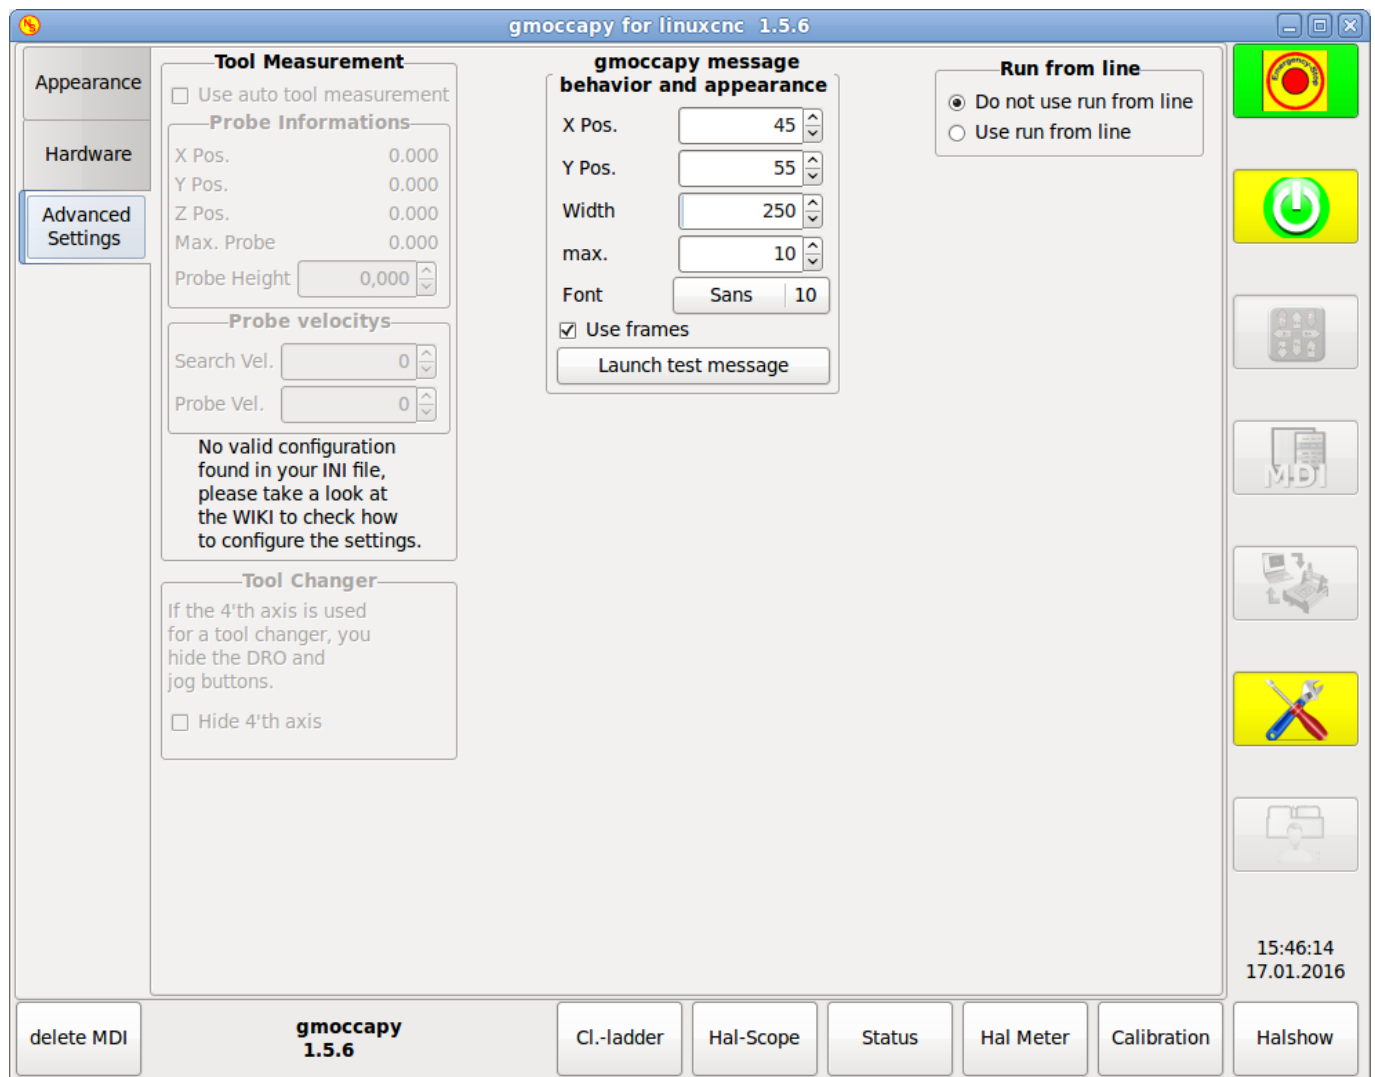 gmoccapy for linuxcnc 1.5.6
Appearance
Hardware
Advanced
Settings
Tool Measurement
Use auto tool measurement
Probe Informations
X Pos. 0.000
Y Pos. 0.000
Z Pos. 0.000
Max. Probe 0.000
Probe Height 0,000
Probe velocitys
Search Vel. 0
Probe Vel. 0
No valid configuration
found in your INI file,
please take a look at
the WIKI to check how
to configure the settings.
Tool Changer
If the 4'th axis is used
for a tool changer, you
hide the DRO and
jog buttons.
Hide 4'th axis
gmoccapy message
behavior and appearance
X Pos. 45
Y Pos. 55
Width 250
max. 10
Font Sans 10
Use frames
Launch test message
Run from line
Do not use run from line
Use run from line
Emergency-Stop
MDI
15:46:14
17.01.2016
delete MDI
gmoccapy
1.5.6
Cl.-ladder
Hal-Scope
Status
Hal Meter
Calibration
Halshow